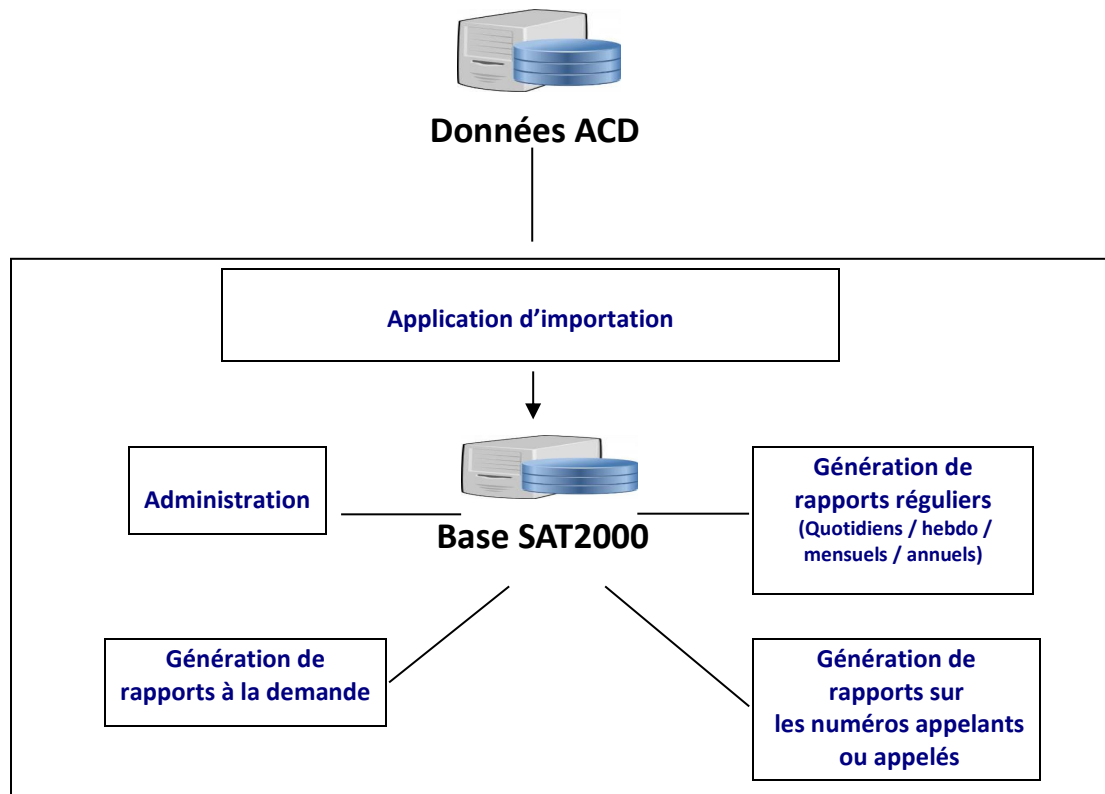 Données ACD
Application d’importation
Administration
Base SAT2000
Génération de
rapports réguliers
(Quotidiens / hebdo /
mensuels / annuels)
Génération de
rapports à la demande
Génération de
rapports sur
les numéros appelants
ou appelés